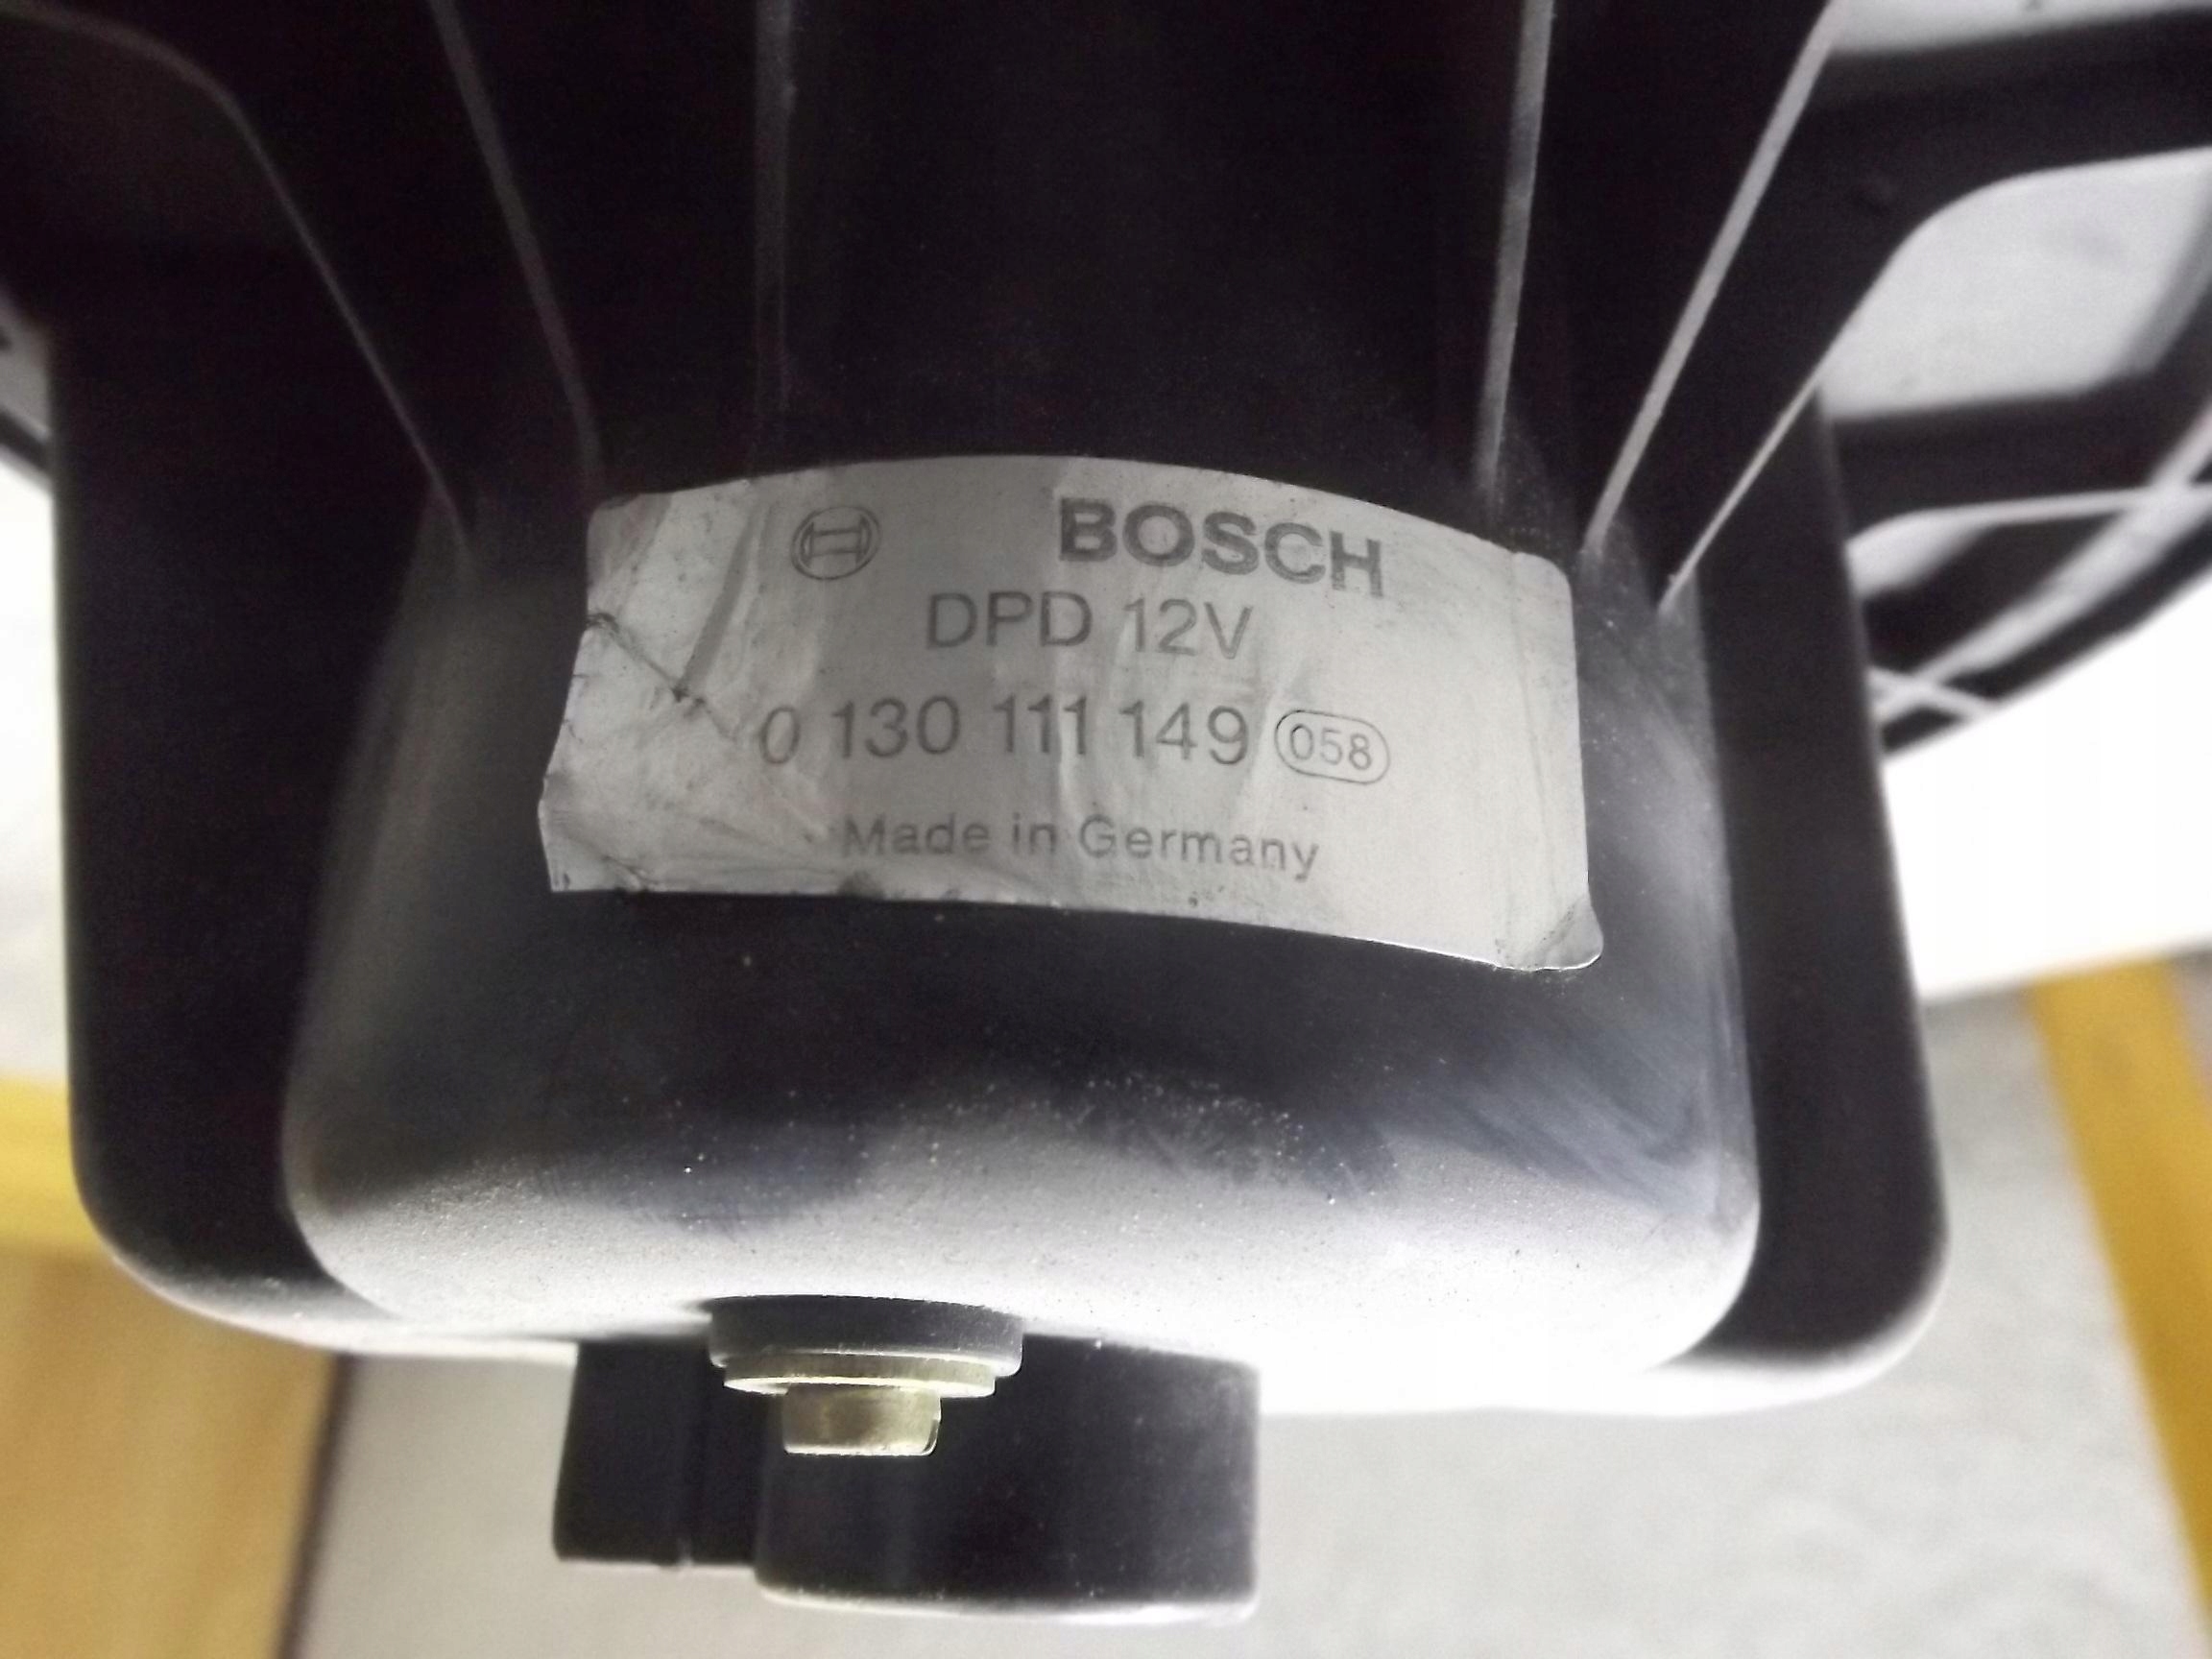 BOSCH
DPD 12V
0 130 111 149 058
Made in Germany